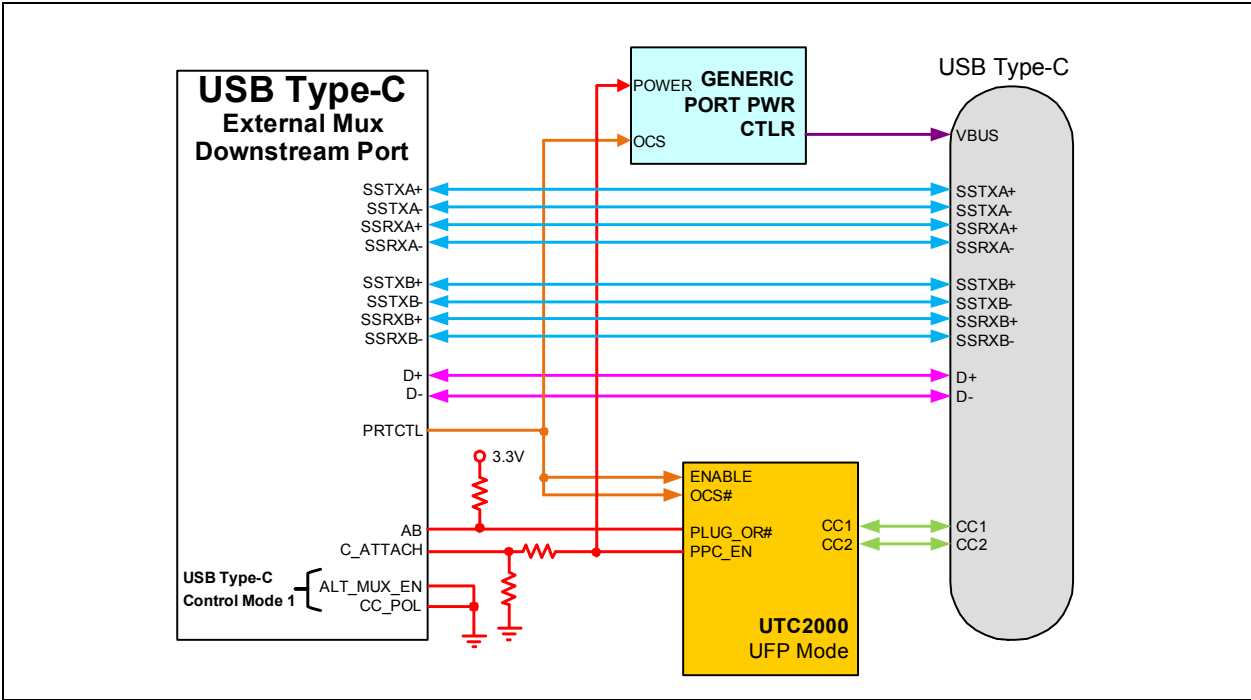 USB Type-C
External Mux
Downstream Port
SSTXA+
SSTXA-
SSRXA+
SSRXA-
SSTXB+
SSTXB-
SSRXB+
SSRXB-
D+
D-
PRTCTL
AB
C_ATTACH
ALT_MUX_EN
CC_POL
USB Type-C
Control Mode 1
3.3V
POWER
GENERIC
PORT PWR
CTLR
OCS
ENABLE
OCS#
PLUG_OR#
PPC_EN
CC1
CC2
UTC2000
UFP Mode
USB Type-C
VBUS
SSTXA+
SSTXA-
SSRXA+
SSRXA-
SSTXB+
SSTXB-
SSRXB+
SSRXB-
D+
D-
CC1
CC2